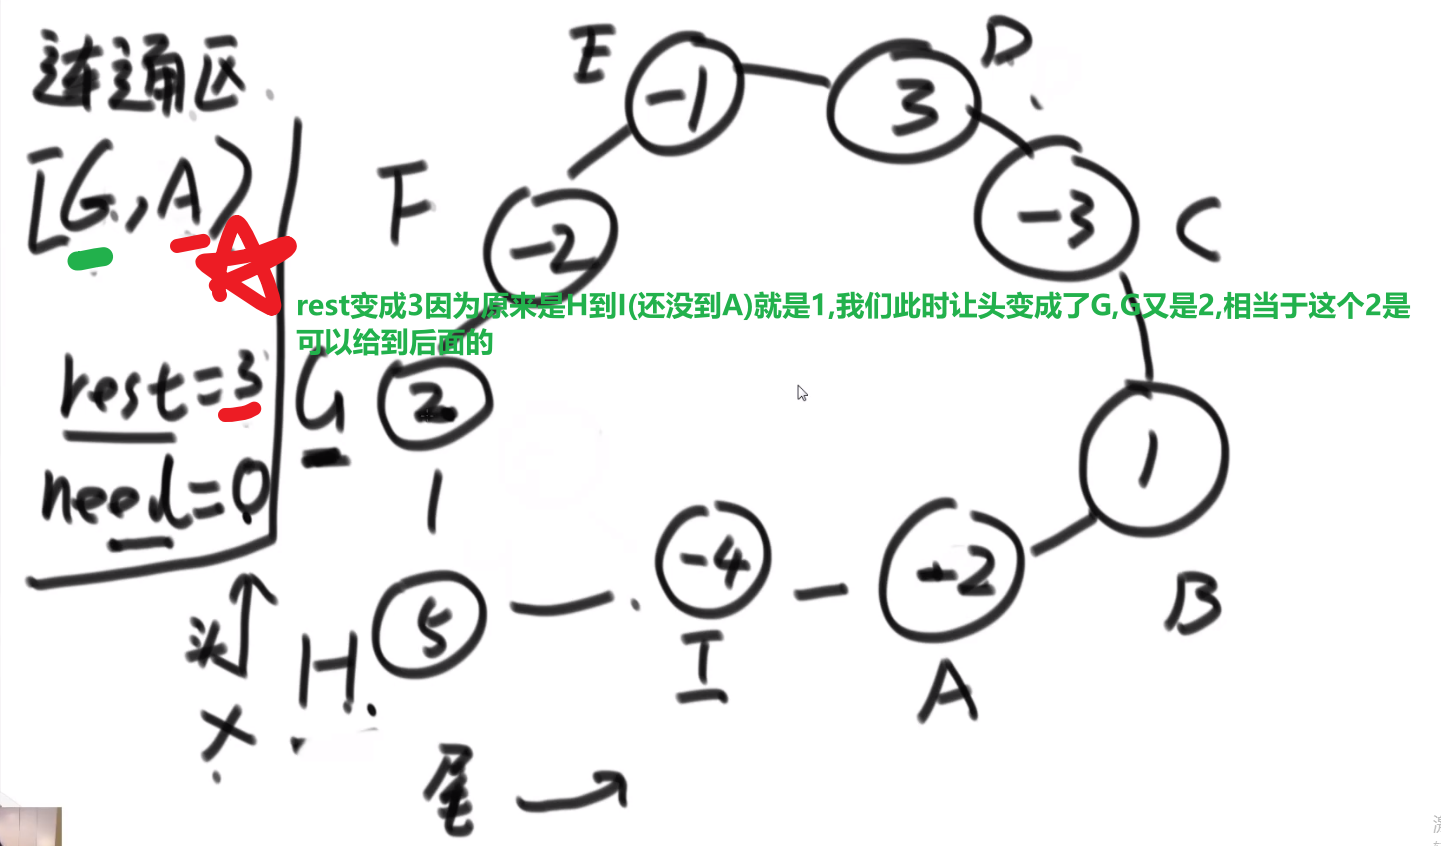 连通区
[G, A)
rest变成3因为原来是H到I(还没到A)就是1,我们此时让头变成了G,G又是2,相当于这个2是
可以给到后面的
rest=3
need=0
头
尾
E
-1
3
D
F
-2
-3
C
G
2
1
B
H
5
-4
I
-2
A